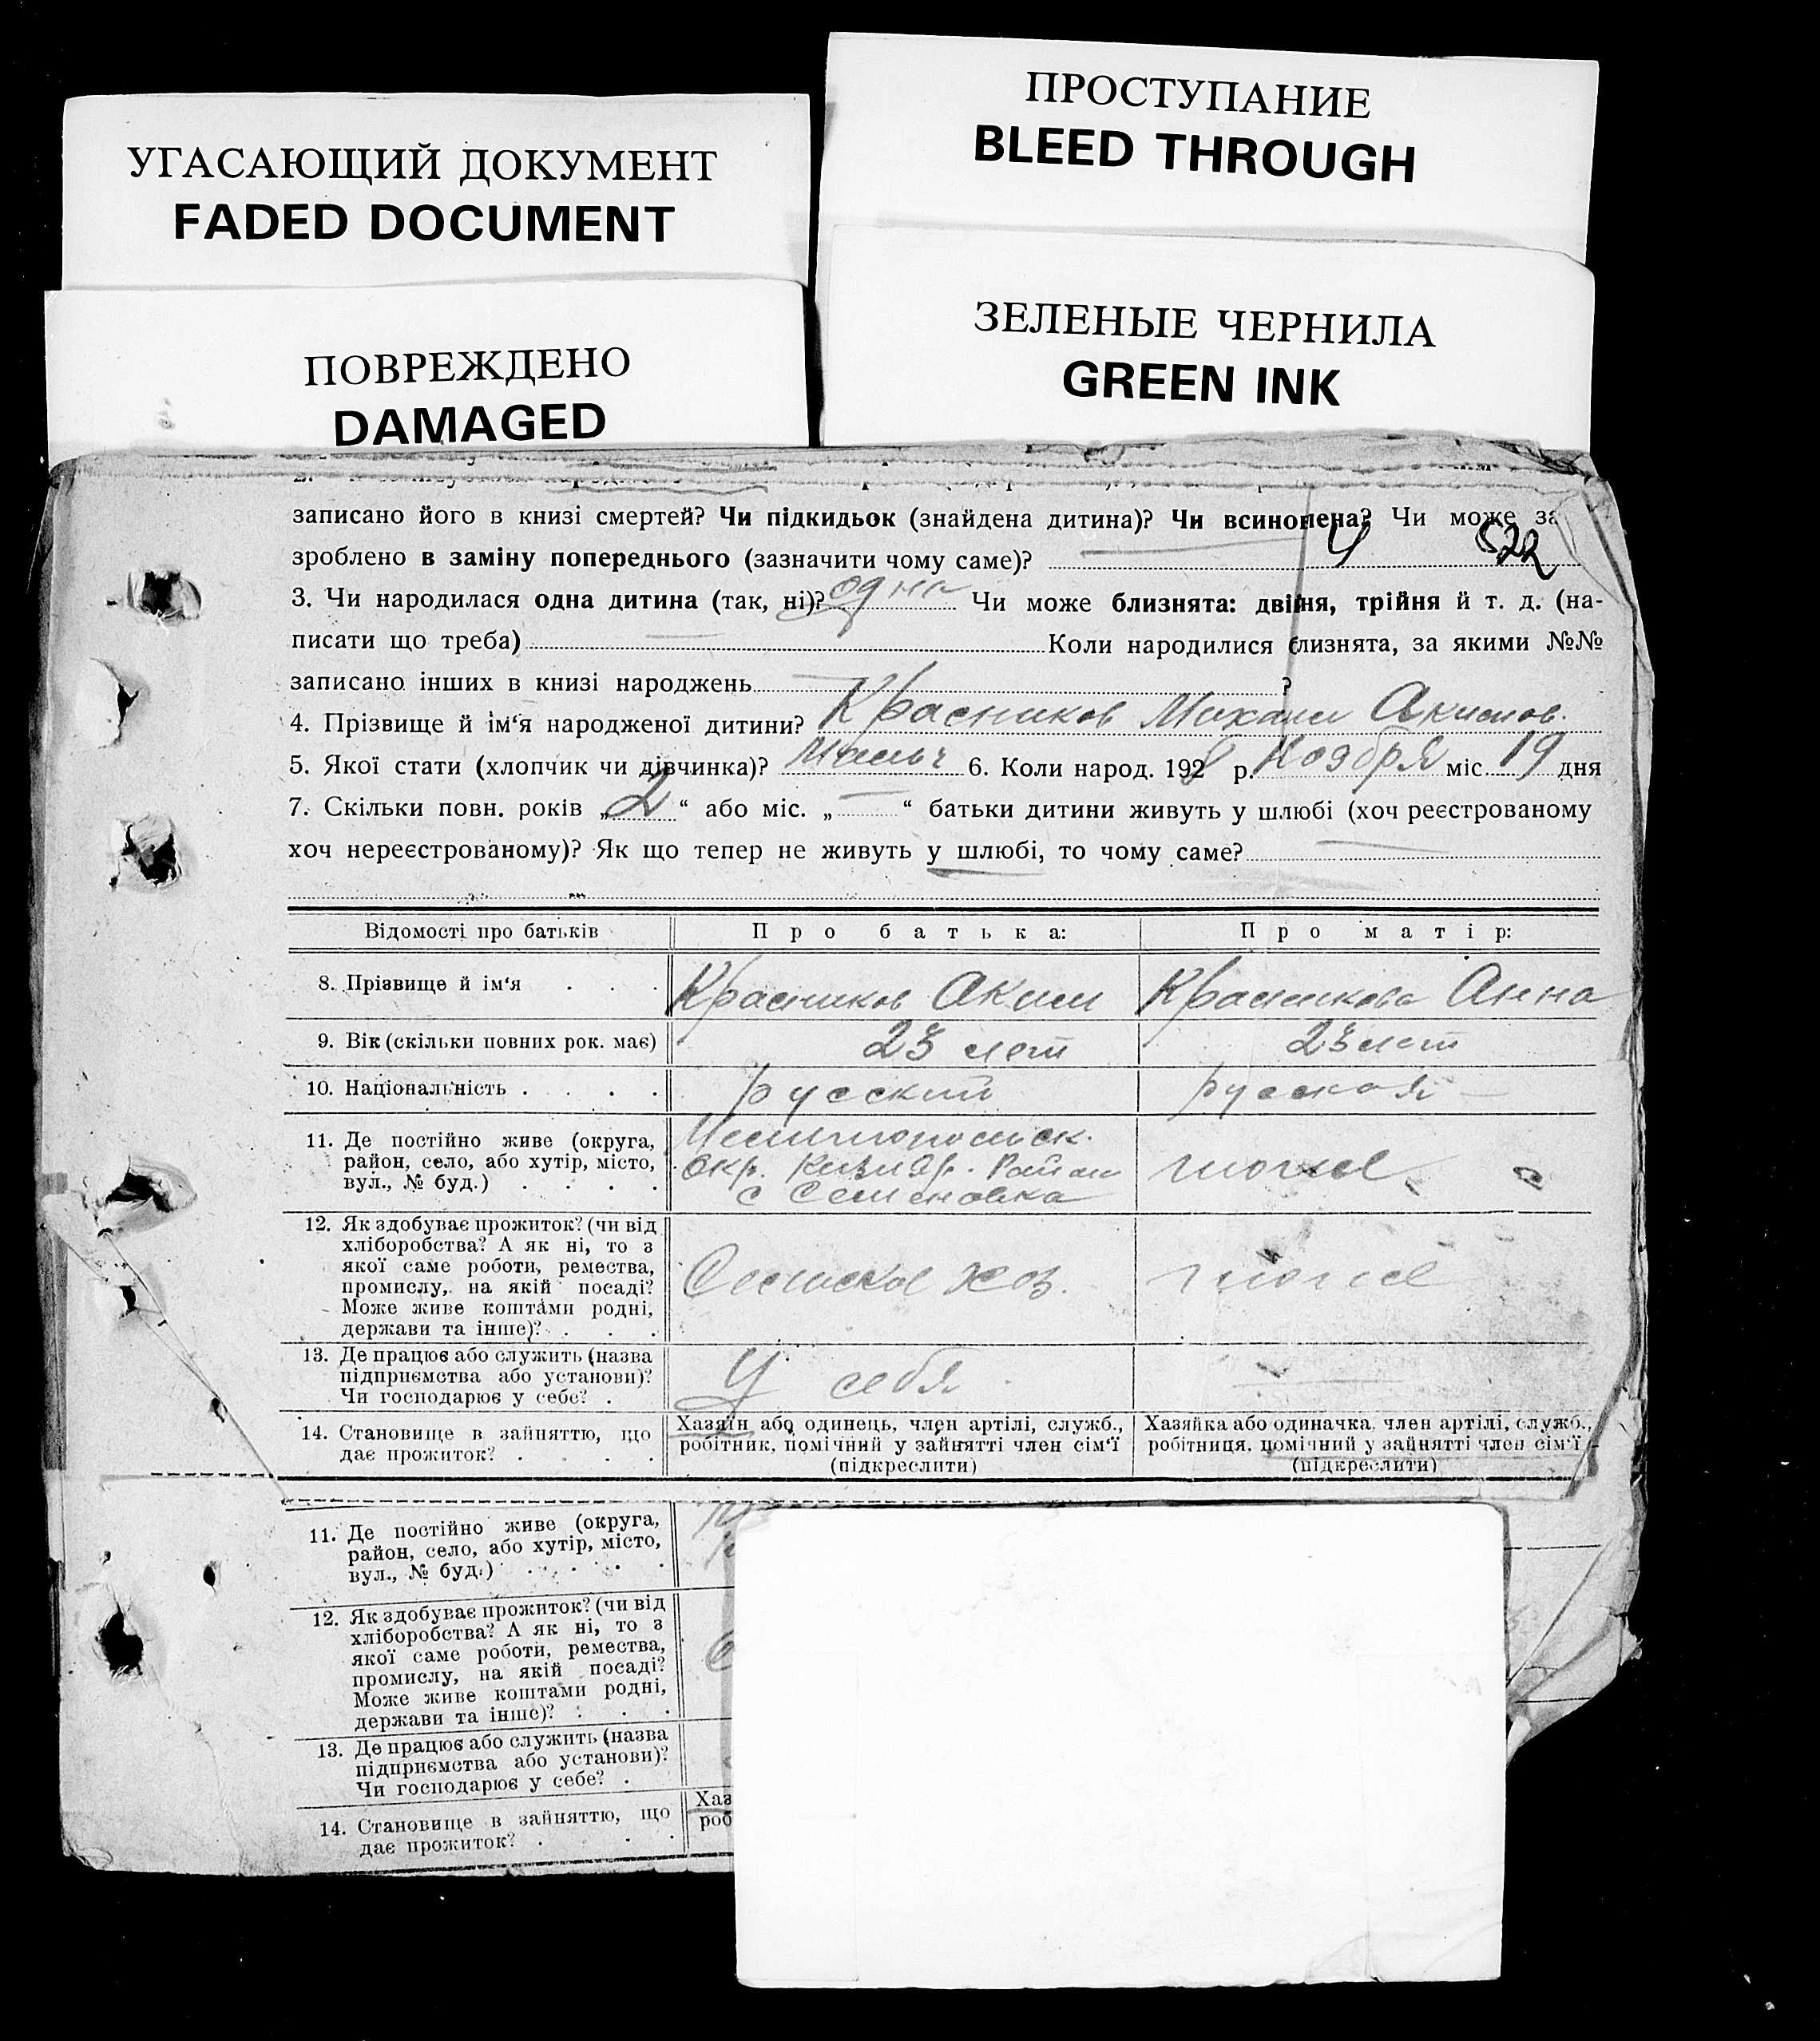 УГАСАЮЩИЙ ДОКУМЕНТ
FADED DOCUMENT
ПРОСТУПАНИЕ
BLEED THROUGH
ПОВРЕЖДЕНО
DAMAGED
ЗЕЛЕНЫЕ ЧЕРНИЛА
GREEN INK
записано його в книзі смертей? Чи підкидьок (знайдена дитина)? Чи всиновлена? Чи може за
зроблено в заміну попереднього (зазначити чому саме)?
3. Чи народилася одна дитина (так, ні)? одна Чи може близнята: двійня, трійня й т. д. (на-
писати що треба) Коли народилися близнята, за якими №№
записано інших в книзі народжень ?
4. Прізвище й ім‘я народженої дитини? Красников Михаил Акимов.
5. Якої стати (хлопчик чи дівчинка)? Мальч 6. Коли народ. 1928 р. Ноября міс. 19 дня
7. Скільки повн. років „ 2 “ або міс. „ — “ батьки дитини живуть у шлюбі (хоч реєстрованому
хоч нереєстрованому)? Як що тепер не живуть у шлюбі, то чому саме?
Відомості про батьків Про батька: Про матір:
8. Прізвище й ім‘я . . . Красников Аким Красникова Анна
9. Вік (скільки повних рок. має) 23 лет 23 лет
10. Національність . . . . русский русская
11. Де постійно живе (округа, район, село, або хутір, місто, вул., № буд.) . . . .
Мелитопольск.
Окр. Район
с Семеновка
тоже
12. Як здобуває прожиток? (чи від хліборобства? А як ні, то з якої саме роботи, ремества, промислу, на якій посаді? Може живе коштами родні, держави та інше)? . . .
Сельское хоз.
тоже
13. Де працює або служить (назва підприємства або установи)? Чи господарює у себе? .
У себя
14. Становище в зайняттю, що дає прожиток? . . . .
Хазяїн або одинець, член артілі, служб., робітник, помічний у зайнятті член сім‘ї (підкреслити)
Хазяйка або одиначка, член артілі, служб., робітниця, помічний у зайнятті член сім‘ї (підкреслити)
11. Де постійно живе (округа,
район, село, або хутір, місто,
вул., № буд.) . . . .
12. Як здобуває прожиток? (чи від
хліборобства? А як ні, то з
якої саме роботи, ремества,
промислу, на якій посаді?
Може живе коштами родні,
держави та інше)? . . .
13. Де працює або служить (назва
підприємства або установи)?
Чи господарює у себе? .
14. Становище в зайняттю, що Хаз
дає прожиток? . . . роб